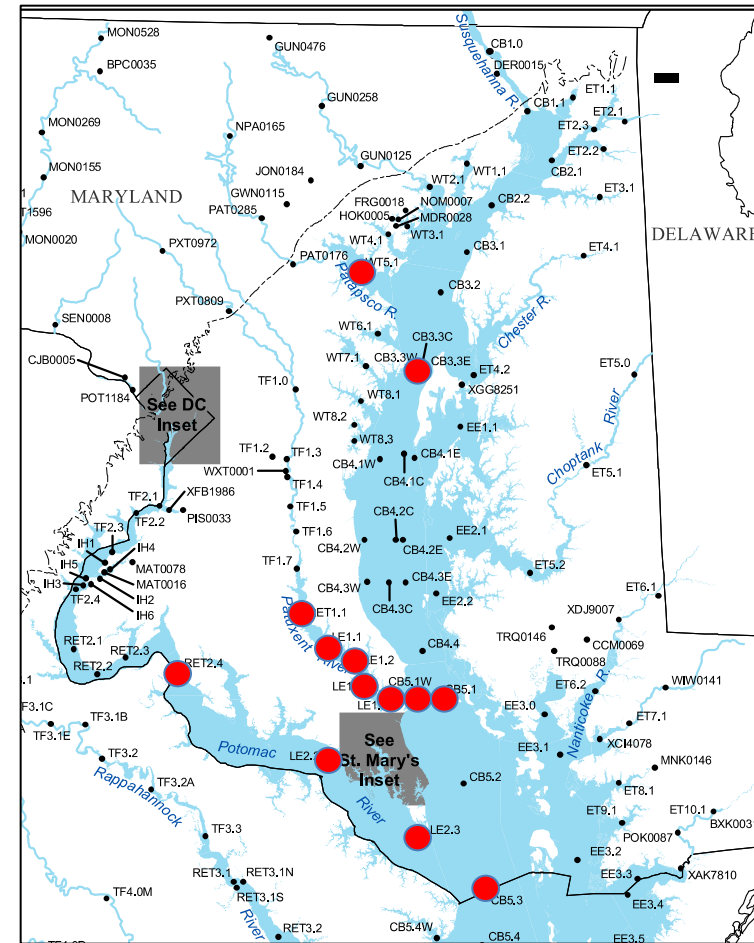 MON0528
BPC0035
GUN0476
Susquehanna R.
CB1.0
DER0015
CB1.1
ET1.1
ET2.1
ET2.3
ET2.2
CB2.1
ET3.1
GUN0258
MON0269
NPA0165
MON0155
GUN0125
JON0184
WT2.1
WT1.1
MARYLAND
GWN0115
FRG0018
NOM0007
CB2.2
T1596
PAT0285
HOK0005
MDR0028
MON0020
WT4.1
WT3.1
DELAWARE
PXT0972
PAT0176
WT5.1
CB3.1
ET4.1
Patapsco R.
CB3.2
PXT0809
Chester R.
SEN0008
WT6.1
CB3.3C
CJB0005
WT7.1
CB3.3W
CB3.3E
ET4.2
ET5.0
POT1184
TF1.0
XGG8251
See DC
Inset
WT8.1
WT8.2
EE1.1
River
WT8.3
Choptank
TF1.2
TF1.3
CB4.1W
CB4.1E
WXT0001
TF1.4
CB4.1C
ET5.1
TF2.1
XFB1986
TF1.5
TF2.2
PIS0033
CB4.2C
TF2.3
TF1.6
EE2.1
IH1
IH4
CB4.2W
CB4.2E
IH5
MAT0078
TF1.7
ET5.2
IH3
MAT0016
CB4.3W
CB4.3E
TF2.4
IH2
CB4.3C
EE2.2
ET6.1
IH6
Patuxent River
ET1.1
XDJ9007
RET2.1
RET2.3
LE1.1
CB4.4
TRQ0146
CCM0069
RET2.2
RET2.4
LE1.2
TRQ0088
.1
LE1.
CB5.1W
CB5.1
ET6.2
WIW0141
LE1.
F3.1C
TF3.1B
EE3.0
Nanticoke R.
ET7.1
TF3.1E
See
St. Mary's
Inset
Potomac
River
TF3.2
LE2.2
EE3.1
XCI4078
Rappahannock
River
TF3.2A
CB5.2
MNK0146
ET8.1
TF3.3
LE2.3
ET9.1
ET10.1
BXK0031
POK0087
RET3.1
RET3.1N
EE3.2
RET3.1S
EE3.3
XAK7810
TF4.0M
CB5.3
EE3.4
RET3.2
CB5.4W
CB5.4
EE3.5